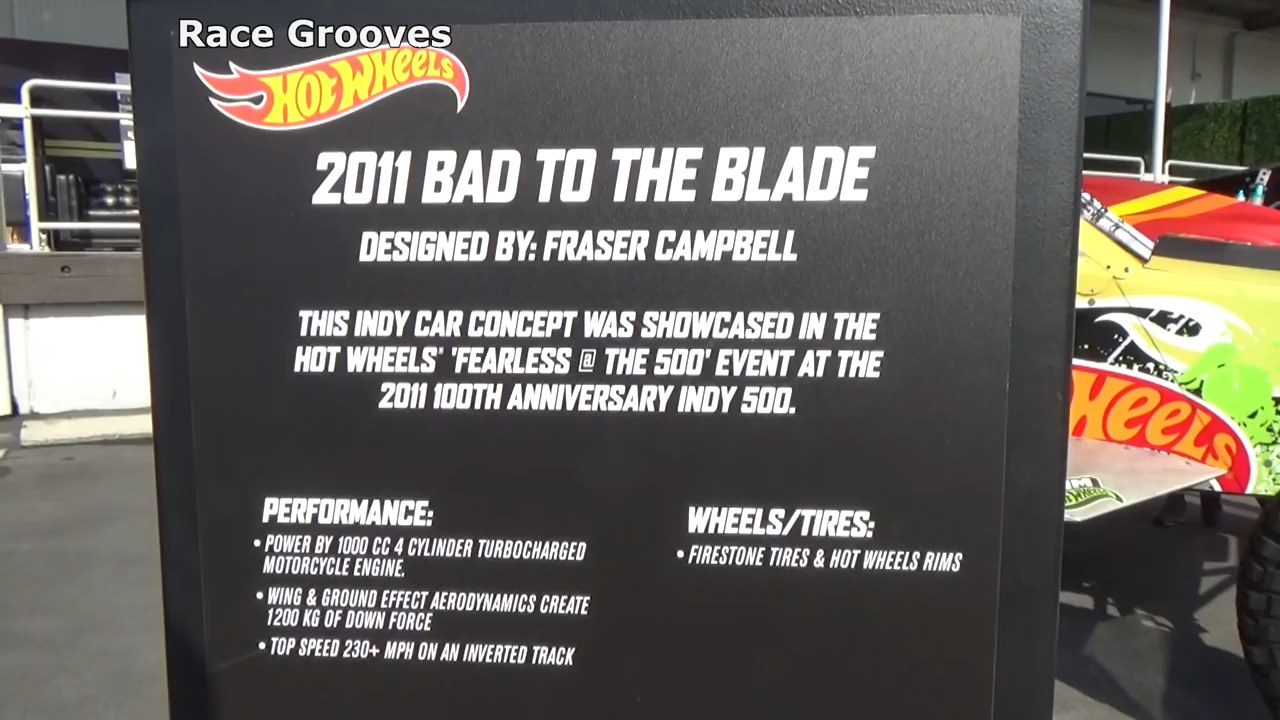 Race Grooves
HOT WHEELS
2011 BAD TO THE BLADE
DESIGNED BY: FRASER CAMPBELL
THIS INDY CAR CONCEPT WAS SHOWCASED IN THE
HOT WHEELS® 'FEARLESS @ THE 500' EVENT AT THE
2011 100TH ANNIVERSARY INDY 500.
PERFORMANCE:
• POWER BY 1000 CC 4 CYLINDER TURBOCHARGED
MOTORCYCLE ENGINE.
• WING & GROUND EFFECT AERODYNAMICS CREATE
1200 KG OF DOWN FORCE
• TOP SPEED 230+ MPH ON AN INVERTED TRACK
WHEELS/TIRES:
• FIRESTONE TIRES & HOT WHEELS RIMS
HEELS